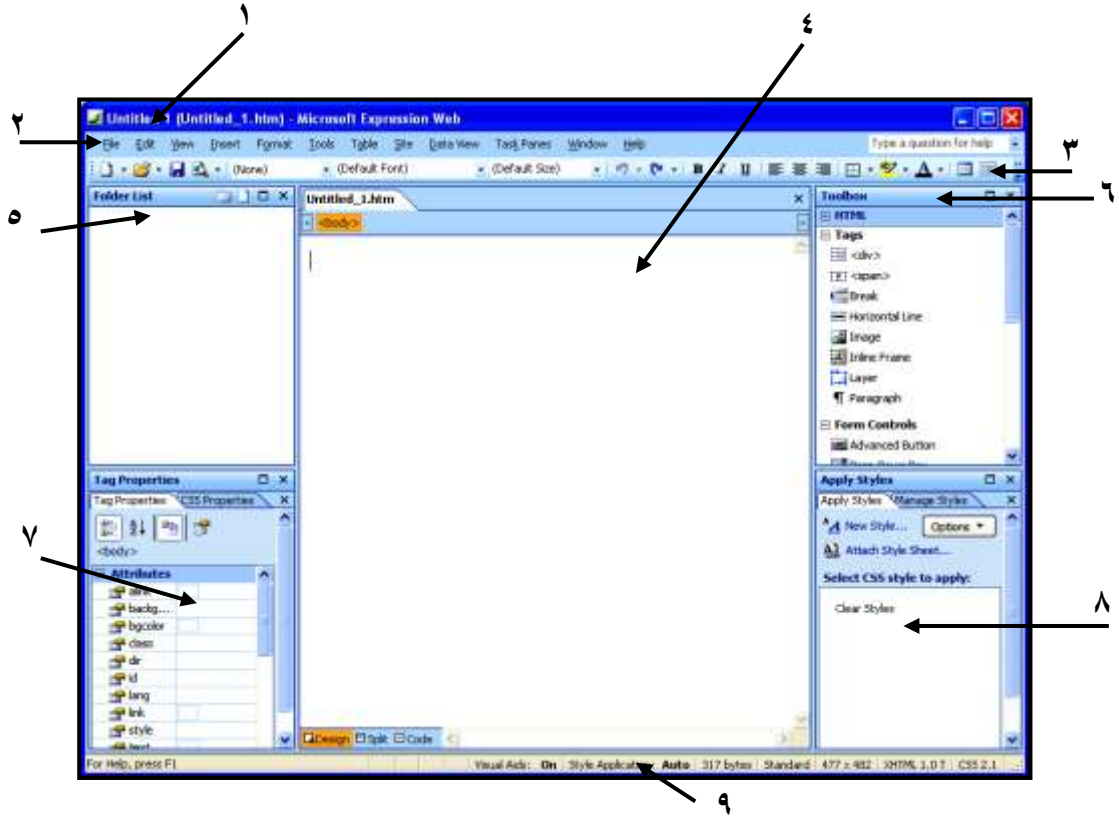 ١
٤
Untitled_1 (Untitled_1.htm) - Microsoft Expression Web
٢
File Edit View Insert Format Tools Table Site Data View Task Panes Window Help Type a question for help
٣
(None) (Default Font) (Default Size) B I U A
٦
Folder List Untitled_1.htm Toolbox
٥
<body> HTML
Tags
<div>
<span>
Break
Horizontal Line
Image
Inline Frame
Layer
Paragraph
Form Controls
Advanced Button
Tag Properties Apply Styles
Tag Properties CSS Properties Apply Styles Manage Styles
New Style... Options
٧
<body> Attach Style Sheet...
Attributes Select CSS style to apply:
backg...
bgcolor Clear Styles
٨
class
dir
id
lang
link
style
Design Split Code
For Help, press F1 Visual Aids: On Style Application: Auto 317 bytes Standard 477 x 482 XHTML 1.0 T CSS 2.1
٩